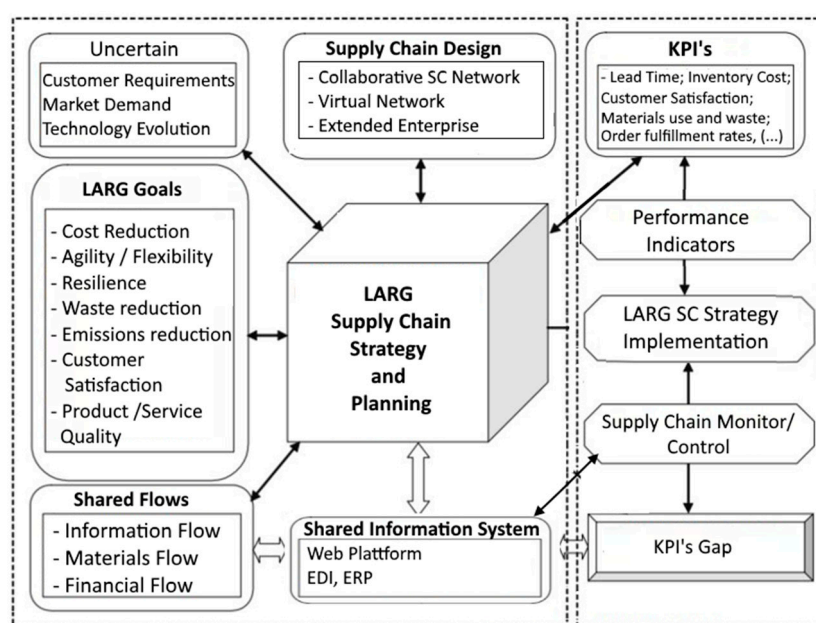 Uncertain
Customer Requirements
Market Demand
Technology Evolution
Supply Chain Design
- Collaborative SC Network
- Virtual Network
- Extended Enterprise
KPI's
- Lead Time; Inventory Cost;
Customer Satisfaction;
Materials use and waste;
Order fulfillment rates, (...)
LARG Goals
- Cost Reduction
- Agility / Flexibility
- Resilience
- Waste reduction
- Emissions reduction
- Customer
Satisfaction
- Product /Service
Quality
LARG
Supply Chain
Strategy
and
Planning
Performance
Indicators
LARG SC Strategy
Implementation
Supply Chain Monitor/
Control
Shared Flows
- Information Flow
- Materials Flow
- Financial Flow
Shared Information System
Web Plattform
EDI, ERP
KPI's Gap